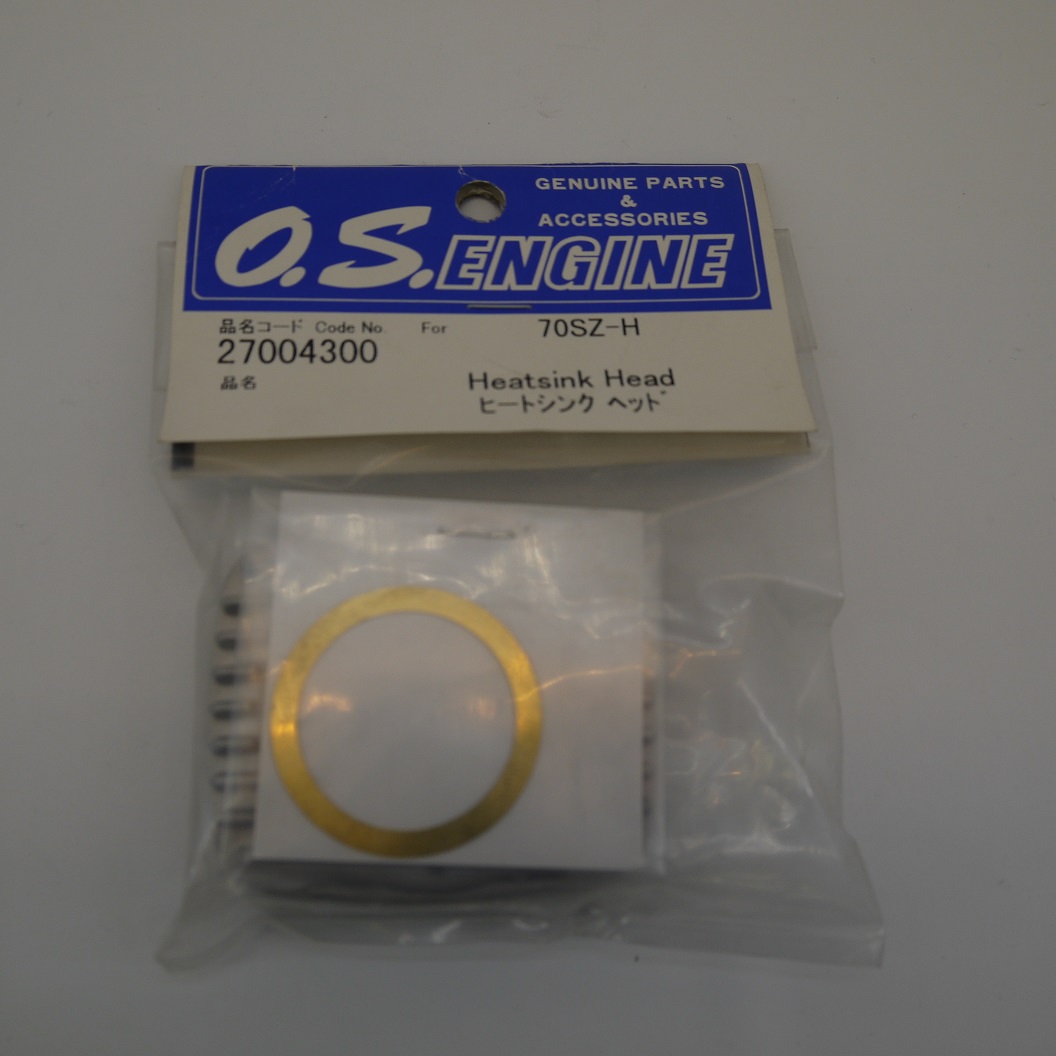 GENUINE PARTS
&
ACCESSORIES
O.S. ENGINE
品名コード Code No. For 70SZ-H
27004300
品名 Heatsink Head
ヒートシンク ヘッド